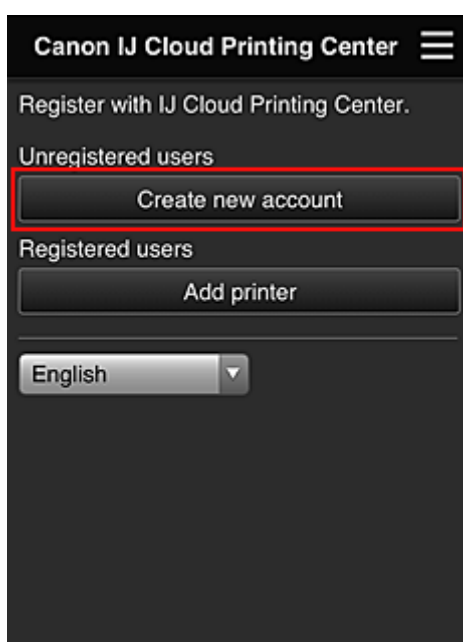 Canon IJ Cloud Printing Center
Register with IJ Cloud Printing Center.
Unregistered users
Create new account
Registered users
Add printer
English